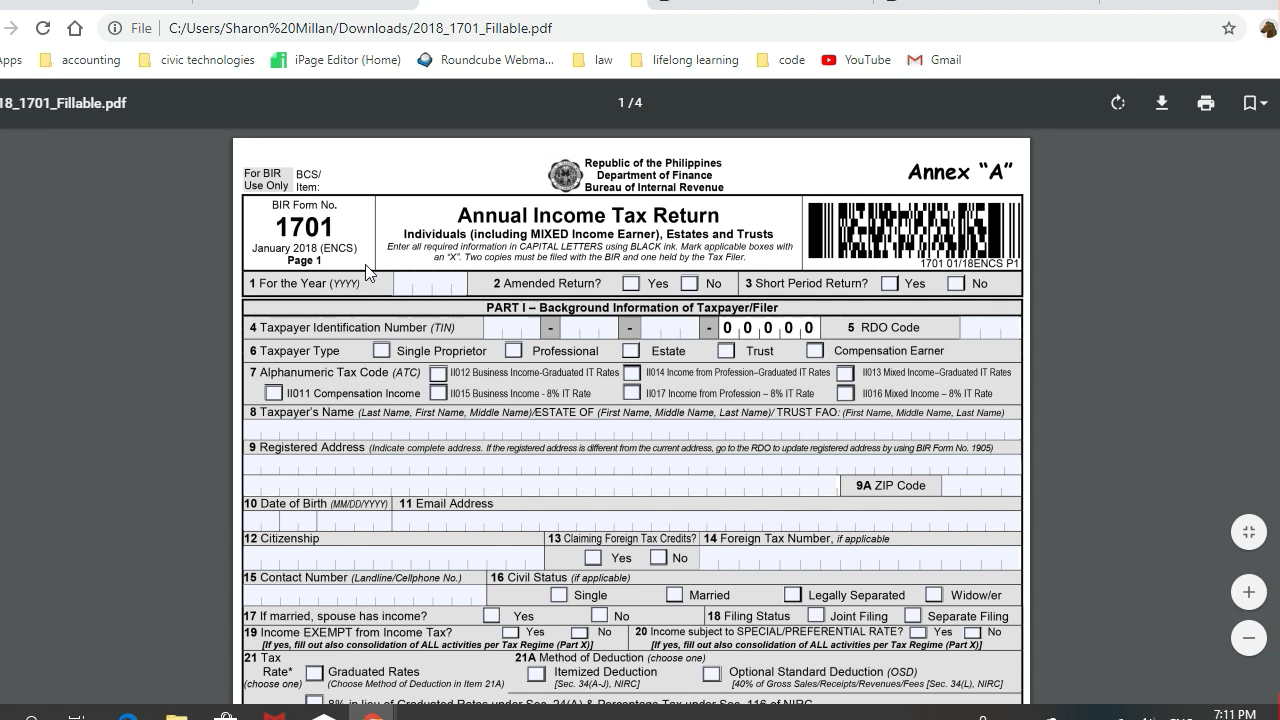 File C:/Users/Sharon%20Millan/Downloads/2018_1701_Fillable.pdf
Apps accounting civic technologies iPage Editor (Home) Roundcube Webma... law lifelong learning code YouTube Gmail
18_1701_Fillable.pdf 1 / 4
For BIR Use Only BCS/ Item:
Republic of the Philippines
Department of Finance
Bureau of Internal Revenue
Annex "A"
BIR Form No.
1701
January 2018 (ENCS)
Page 1
Annual Income Tax Return
Individuals (including MIXED Income Earner), Estates and Trusts
Enter all required information in CAPITAL LETTERS using BLACK ink. Mark applicable boxes with
an "X". Two copies must be filed with the BIR and one held by the Tax Filer.
1701 01/18ENCS P1
1 For the Year (YYYY) 2 Amended Return? Yes No 3 Short Period Return? Yes No
PART I – Background Information of Taxpayer/Filer
4 Taxpayer Identification Number (TIN) - - - 0 0 0 0 0 5 RDO Code
6 Taxpayer Type Single Proprietor Professional Estate Trust Compensation Earner
7 Alphanumeric Tax Code (ATC) II012 Business Income-Graduated IT Rates II014 Income from Profession–Graduated IT Rates II013 Mixed Income–Graduated IT Rates
II011 Compensation Income II015 Business Income - 8% IT Rate II017 Income from Profession – 8% IT Rate II016 Mixed Income – 8% IT Rate
8 Taxpayer's Name (Last Name, First Name, Middle Name)/ESTATE OF (First Name, Middle Name, Last Name)/ TRUST FAO: (First Name, Middle Name, Last Name)
9 Registered Address (Indicate complete address. If the registered address is different from the current address, go to the RDO to update registered address by using BIR Form No. 1905)
9A ZIP Code
10 Date of Birth (MM/DD/YYYY) 11 Email Address
12 Citizenship 13 Claiming Foreign Tax Credits? 14 Foreign Tax Number, if applicable
Yes No
15 Contact Number (Landline/Cellphone No.) 16 Civil Status (if applicable)
Single Married Legally Separated Widow/er
17 If married, spouse has income? Yes No 18 Filing Status Joint Filing Separate Filing
19 Income EXEMPT from Income Tax? Yes No 20 Income subject to SPECIAL/PREFERENTIAL RATE? Yes No
[If yes, fill out also consolidation of ALL activities per Tax Regime (Part X)] [If yes, fill out also consolidation of ALL activities per Tax Regime (Part X)]
21 Tax 21A Method of Deduction (choose one)
Rate* Graduated Rates Itemized Deduction Optional Standard Deduction (OSD)
(choose one) (Choose Method of Deduction in Item 21A) [Sec. 34(A-J), NIRC] [40% of Gross Sales/Receipts/Revenues/Fees [Sec. 34(L), NIRC]
8% in lieu of Graduated Rates under Sec. 24(A) & Percentage Tax under Sec. 116 of NIRC
7:11 PM